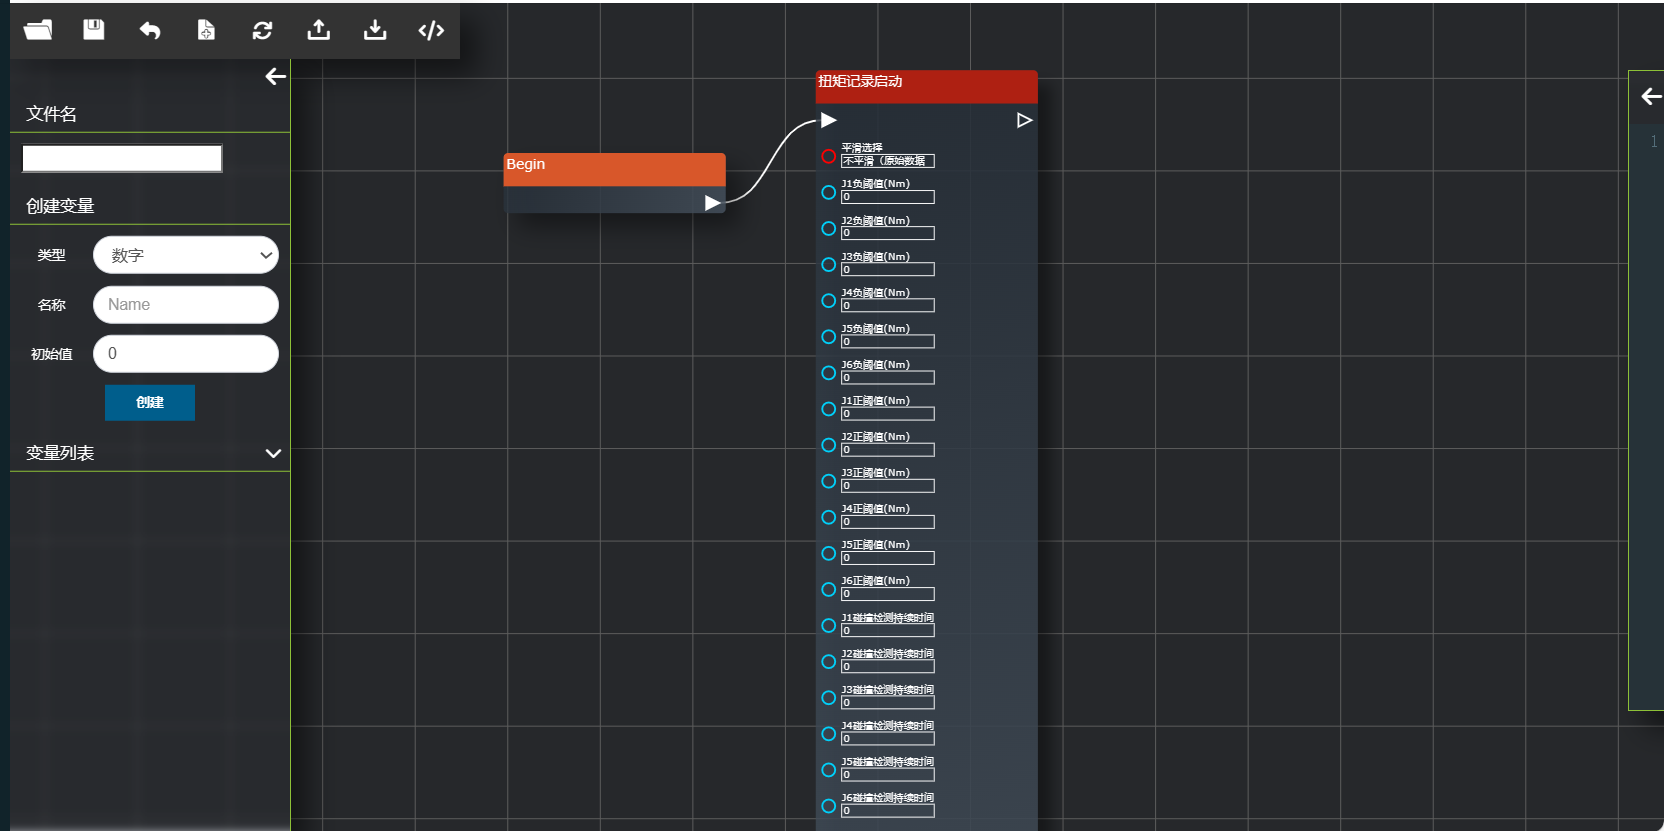 文件名
创建变量
类型
数字
名称
Name
初始值
0
创建
变量列表
Begin
扭矩记录启动
平滑选择
不平滑（原始数据
J1负阈值(Nm)
0
J2负阈值(Nm)
0
J3负阈值(Nm)
0
J4负阈值(Nm)
0
J5负阈值(Nm)
0
J6负阈值(Nm)
0
J1正阈值(Nm)
0
J2正阈值(Nm)
0
J3正阈值(Nm)
0
J4正阈值(Nm)
0
J5正阈值(Nm)
0
J6正阈值(Nm)
0
J1碰撞检测持续时间
0
J2碰撞检测持续时间
0
J3碰撞检测持续时间
0
J4碰撞检测持续时间
0
J5碰撞检测持续时间
0
J6碰撞检测持续时间
0
1